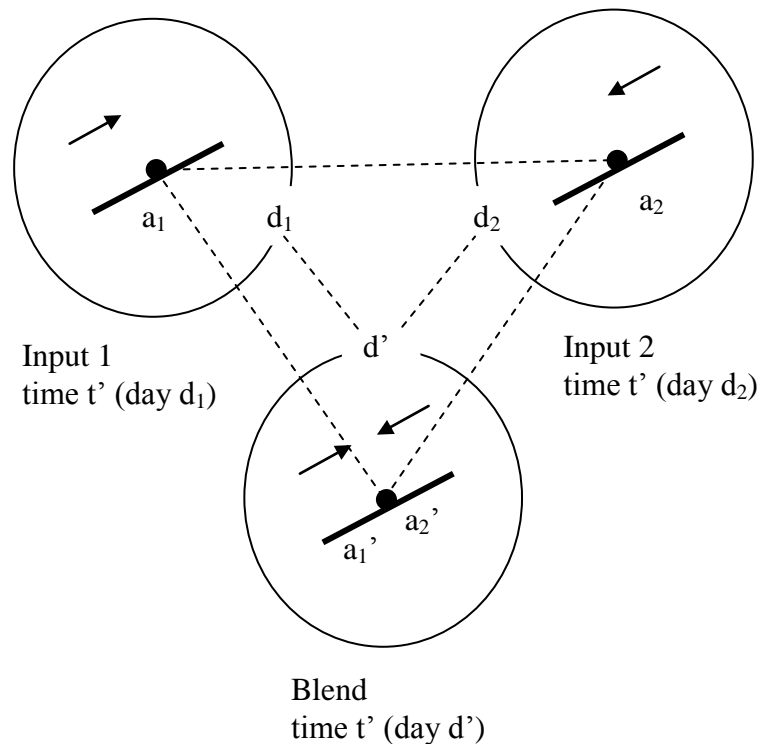 a₁
d₁
d₂
a₂
d’
Input 1
time t’ (day d₁)
Input 2
time t’ (day d₂)
a₁’
a₂’
Blend
time t’ (day d’)